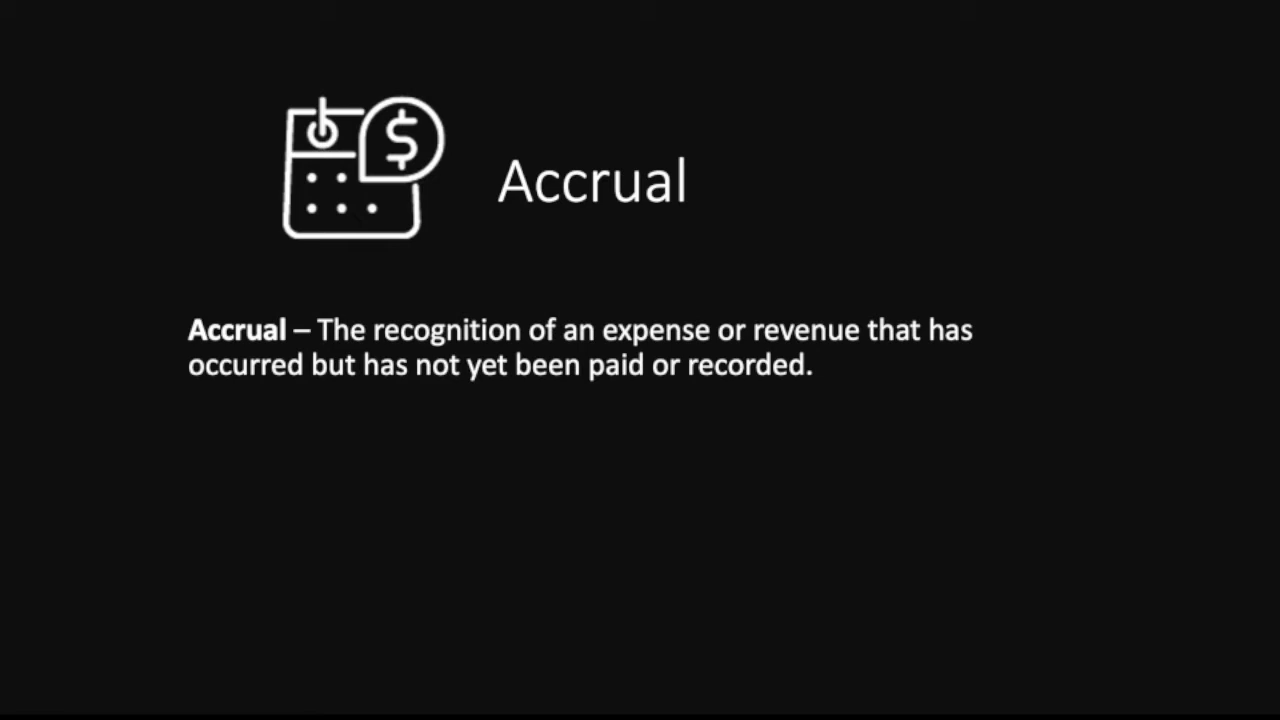 $
Accrual
Accrual – The recognition of an expense or revenue that has
occurred but has not yet been paid or recorded.